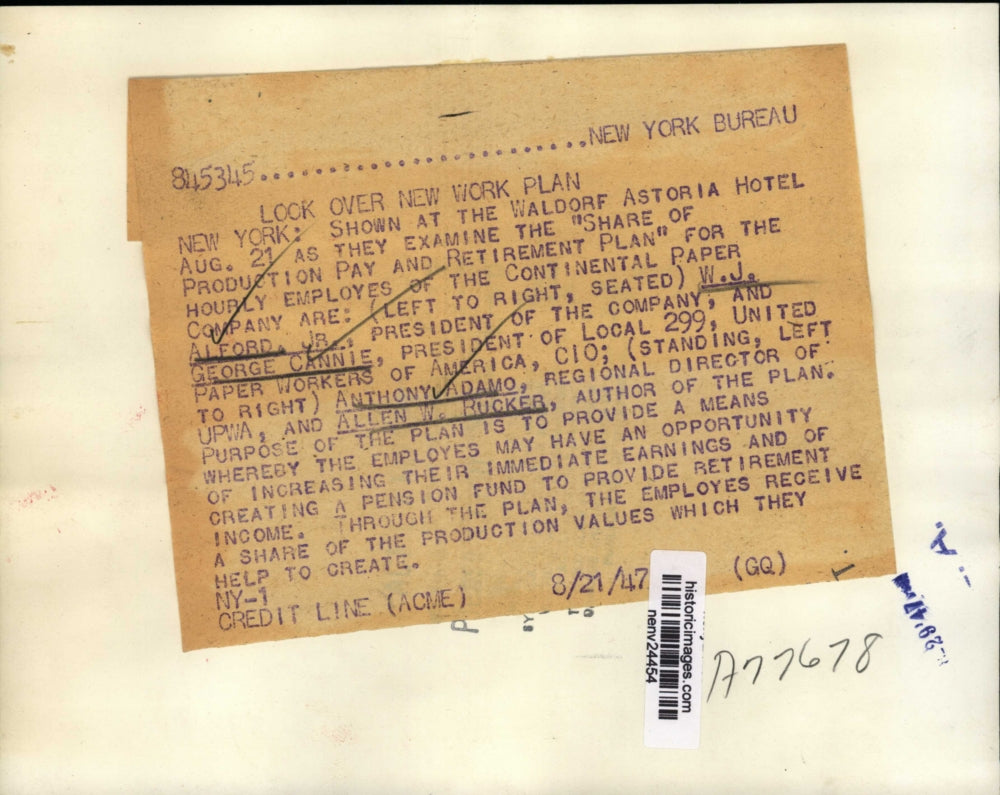 845345..............................NEW YORK BUREAU
LOOK OVER NEW WORK PLAN
NEW YORK: SHOWN AT THE WALDORF ASTORIA HOTEL
AUG. 21 AS THEY EXAMINE THE "SHARE OF
PRODUCTION PAY AND RETIREMENT PLAN" FOR THE
HOURLY EMPLOYES OF THE CONTINENTAL PAPER
COMPANY ARE: (LEFT TO RIGHT, SEATED) W.J.
ALFORD, JR., PRESIDENT OF THE COMPANY, AND
GEORGE CANNIE, PRESIDENT OF LOCAL 299, UNITED
PAPER WORKERS OF AMERICA, CIO; (STANDING, LEFT
TO RIGHT) ANTHONY ADAMO, REGIONAL DIRECTOR OF
UPWA, AND ALLEN W. RUCKER, AUTHOR OF THE PLAN.
PURPOSE OF THE PLAN IS TO PROVIDE A MEANS
WHEREBY THE EMPLOYES MAY HAVE AN OPPORTUNITY
OF INCREASING THEIR IMMEDIATE EARNINGS AND OF
CREATING A PENSION FUND TO PROVIDE RETIREMENT
INCOME. THROUGH THE PLAN, THE EMPLOYES RECEIVE
A SHARE OF THE PRODUCTION VALUES WHICH THEY
HELP TO CREATE.
NY-1 8/21/47 (GQ)
CREDIT LINE (ACME)
historicimages.com
nenv24454
A77678